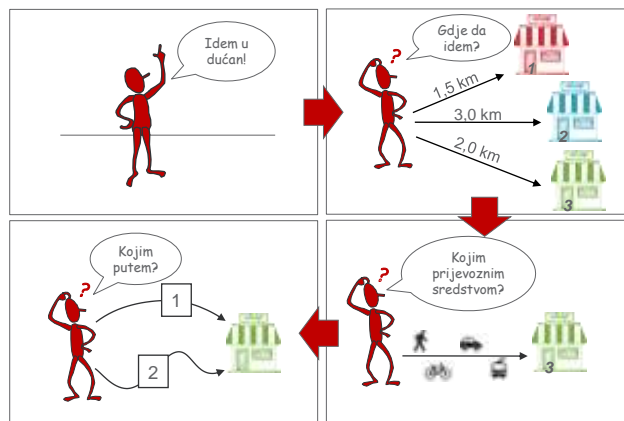 Idem u
dućan!
Gdje da
idem?
?
1,5 km
3,0 km
2,0 km
1
2
3
Kojim
prijevoznim
sredstvom?
?
3
Kojim
putem?
?
1
2